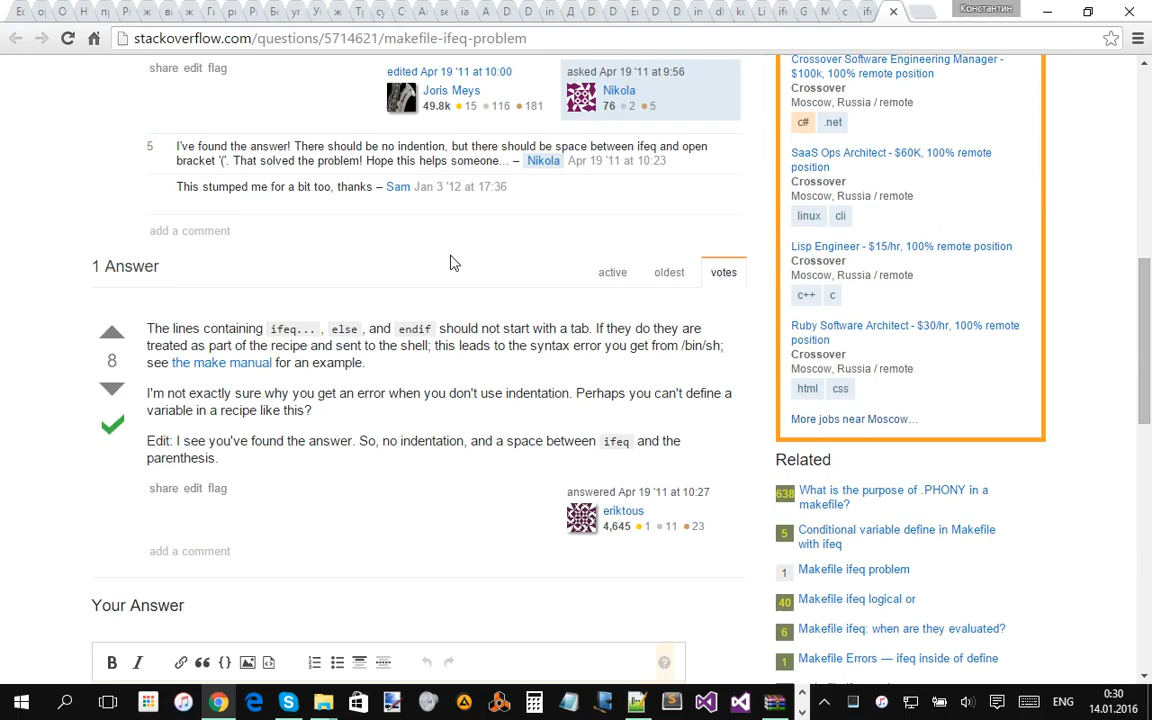 Константин
stackoverflow.com/questions/5714621/makefile-ifeq-problem
share edit flag
edited Apr 19 '11 at 10:00
Joris Meys
49.8k 15 116 181
asked Apr 19 '11 at 9:56
Nikola
76 2 5
5 I've found the answer! There should be no indention, but there should be space between ifeq and open
bracket '('. That solved the problem! Hope this helps someone... – Nikola Apr 19 '11 at 10:23
This stumped me for a bit too, thanks – Sam Jan 3 '12 at 17:36
add a comment
1 Answer
active oldest votes
The lines containing ifeq... , else, and endif should not start with a tab. If they do they are
treated as part of the recipe and sent to the shell; this leads to the syntax error you get from /bin/sh;
see the make manual for an example.
8
I'm not exactly sure why you get an error when you don't use indentation. Perhaps you can't define a
variable in a recipe like this?
Edit: I see you've found the answer. So, no indentation, and a space between ifeq and the
parenthesis.
share edit flag
answered Apr 19 '11 at 10:27
eriktous
4,645 1 11 23
add a comment
Your Answer
B I
Crossover Software Engineering Manager -
$100k, 100% remote position
Crossover
Moscow, Russia / remote
c# .net
SaaS Ops Architect - $60K, 100% remote
position
Crossover
Moscow, Russia / remote
linux cli
Lisp Engineer - $15/hr, 100% remote position
Crossover
Moscow, Russia / remote
c++ c
Ruby Software Architect - $30/hr, 100% remote
position
Crossover
Moscow, Russia / remote
html css
More jobs near Moscow…
Related
638 What is the purpose of .PHONY in a
makefile?
5 Conditional variable define in Makefile
with ifeq
1 Makefile ifeq problem
40 Makefile ifeq logical or
6 Makefile ifeq: when are they evaluated?
1 Makefile Errors — ifeq inside of define
ENG
0:30
14.01.2016